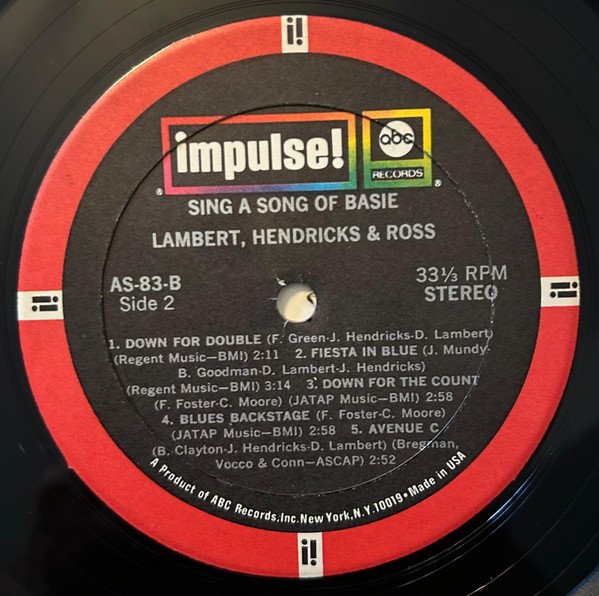 i!
impulse!
abc
RECORDS
®
®
SING A SONG OF BASIE
LAMBERT, HENDRICKS & ROSS
AS-83-B
Side 2
33⅓ RPM
STEREO
i!
i!
1. DOWN FOR DOUBLE (F. Green-J. Hendricks-D. Lambert)
(Regent Music—BMI) 2:11 2. FIESTA IN BLUE (J. Mundy-
B. Goodman-D. Lambert-J. Hendricks)
(Regent Music—BMI) 3:14 3. DOWN FOR THE COUNT
(F. Foster-C. Moore) (JATAP Music—BMI) 2:58
4. BLUES BACKSTAGE (F. Foster-C. Moore)
(JATAP Music—BMI) 2:58 5. AVENUE C
(B. Clayton-J. Hendricks-D. Lambert) (Bregman,
Vocco & Conn—ASCAP) 2:52
A Product of ABC Records, Inc. New York, N.Y. 10019 • Made in USA
i!